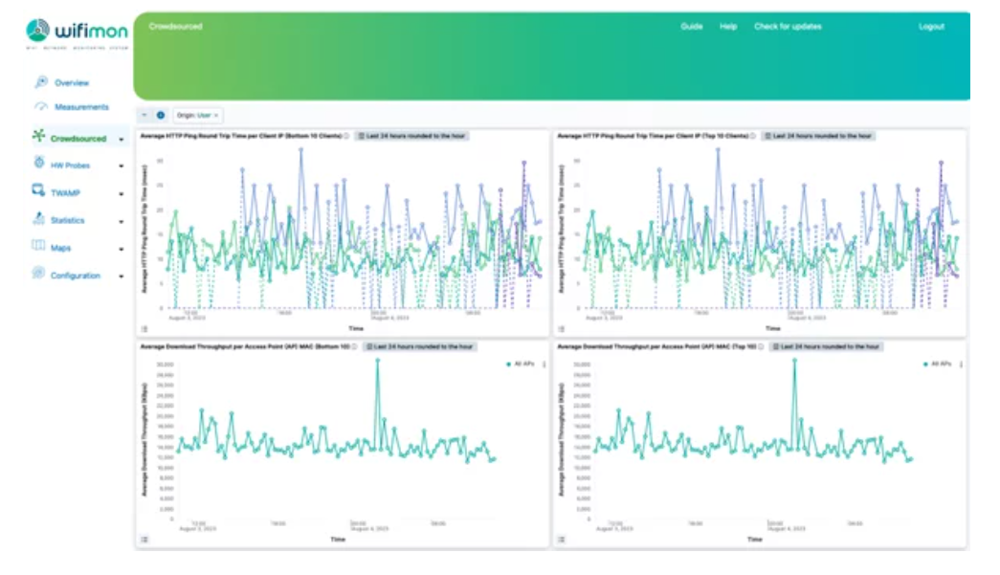 wifimon
WIFI NETWORK MONITORING SYSTEM
Crowdsourced
Guide Help Check for updates Logout
Overview
Measurements
Crowdsourced
HW Probes
TWAMP
Statistics
Maps
Configuration
Origin: User
Average HTTP Ping Round Trip Time per Client IP (Bottom 10 Clients) Last 24 hours rounded to the hour
Average HTTP Ping Round Trip Time (msec)
30
25
20
15
10
5
0
12:00 18:00 00:00 06:00
August 3, 2023 August 4, 2023
Time
Average HTTP Ping Round Trip Time per Client IP (Top 10 Clients) Last 24 hours rounded to the hour
Average HTTP Ping Round Trip Time (msec)
30
25
20
15
10
5
0
12:00 18:00 00:00 06:00
August 3, 2023 August 4, 2023
Time
Average Download Throughput per Access Point (AP) MAC (Bottom 10) Last 24 hours rounded to the hour
All APs
Average Download Throughput (KBps)
30,000
28,000
26,000
24,000
22,000
20,000
18,000
16,000
14,000
12,000
10,000
8,000
6,000
4,000
2,000
0
12:00 18:00 00:00 06:00
August 3, 2023 August 4, 2023
Time
Average Download Throughput per Access Point (AP) MAC (Top 10) Last 24 hours rounded to the hour
All APs
Average Download Throughput (KBps)
30,000
28,000
26,000
24,000
22,000
20,000
18,000
16,000
14,000
12,000
10,000
8,000
6,000
4,000
2,000
0
12:00 18:00 00:00 06:00
August 3, 2023 August 4, 2023
Time